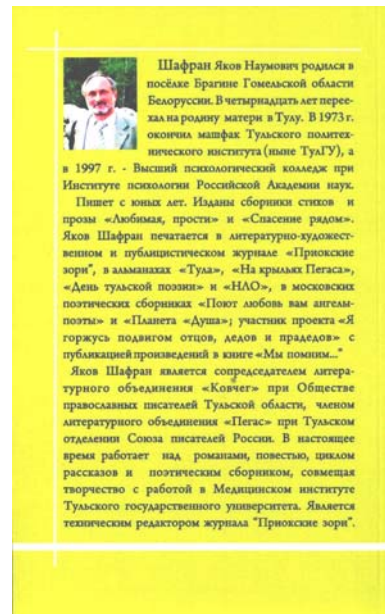 Шафран Яков Наумович родился в
посёлке Брагине Гомельской области
Белоруссии. В четырнадцать лет перее-
хал на родину матери в Тулу. В 1973 г.
окончил машфак Тульского политех-
нического института (ныне ТулГУ), а
в 1997 г. - Высший психологический колледж при
Институте психологии Российской Академии наук.
Пишет с юных лет. Изданы сборники стихов и
прозы «Любимая, прости» и «Спасение рядом».
Яков Шафран печатается в литературно-художест-
венном и публицистическом журнале «Приокские
зори", в альманахах «Тула», «На крыльях Пегаса»,
«День тульской поэзии» и «НЛО», в московских
поэтических сборниках «Поют любовь вам ангелы-
поэты» и «Планета «Душа»; участник проекта «Я
горжусь подвигом отцов, дедов и прадедов» с
публикацией произведений в книге «Мы помним..."
Яков Шафран является сопредседателем литера-
турного объединения «Ковчег» при Обществе
православных писателей Тульской области, членом
литературного объединения «Пегас» при Тульском
отделении Союза писателей России. В настоящее
время работает над романами, повестью, циклом
рассказов и поэтическим сборником, совмещая
творчество с работой в Медицинском институте
Тульского государственного университета. Является
техническим редактором журнала "Приокские зори".